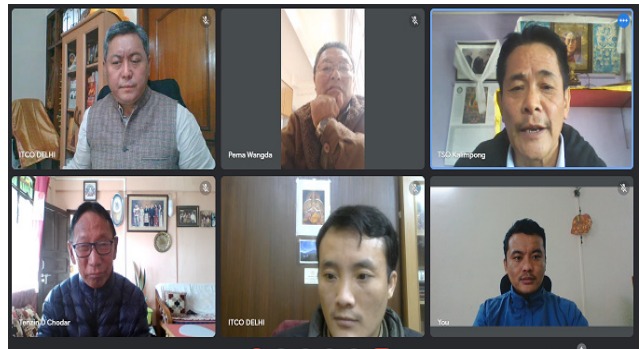 ITCO DELHI
Pema Wangda
TSO Kalimpong
Tenzin D Chodar
ITCO DELHI
You